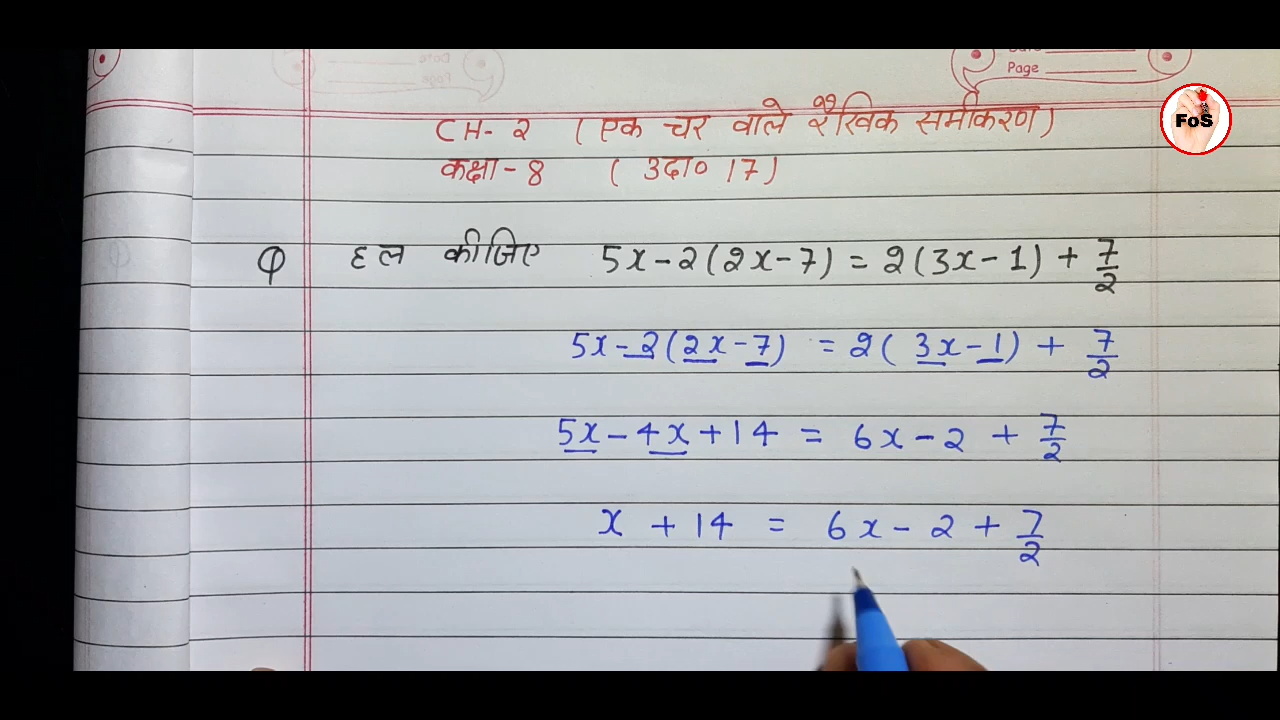 Page
FoS
CH- २ (एक चर वाले रैखिक समीकरण)
कक्षा - 8 (उदा० 17)
Q हल कीजिए 5x - 2(2x - 7) = 2(3x - 1) + 7/2
5x - 2(2x - 7) = 2(3x - 1) + 7/2
5x - 4x + 14 = 6x - 2 + 7/2
x + 14 = 6x - 2 + 7/2